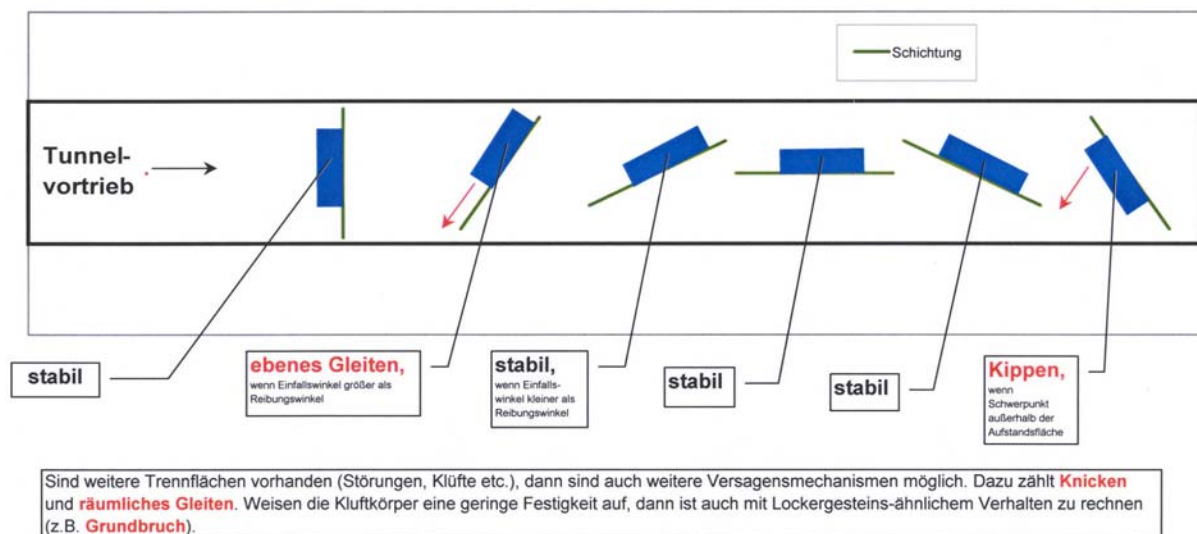 Schichtung
Tunnel-
vortrieb
stabil
ebenes Gleiten,
wenn Einfallswinkel größer als
Reibungswinkel
stabil,
wenn Einfalls-
winkel kleiner als
Reibungswinkel
stabil
stabil
Kippen,
wenn
Schwerpunkt
außerhalb der
Aufstandsfläche
Sind weitere Trennflächen vorhanden (Störungen, Klüfte etc.), dann sind auch weitere Versagensmechanismen möglich. Dazu zählt Knicken
und räumliches Gleiten. Weisen die Kluftkörper eine geringe Festigkeit auf, dann ist auch mit Lockergesteins-ähnlichem Verhalten zu rechnen
(z.B. Grundbruch).